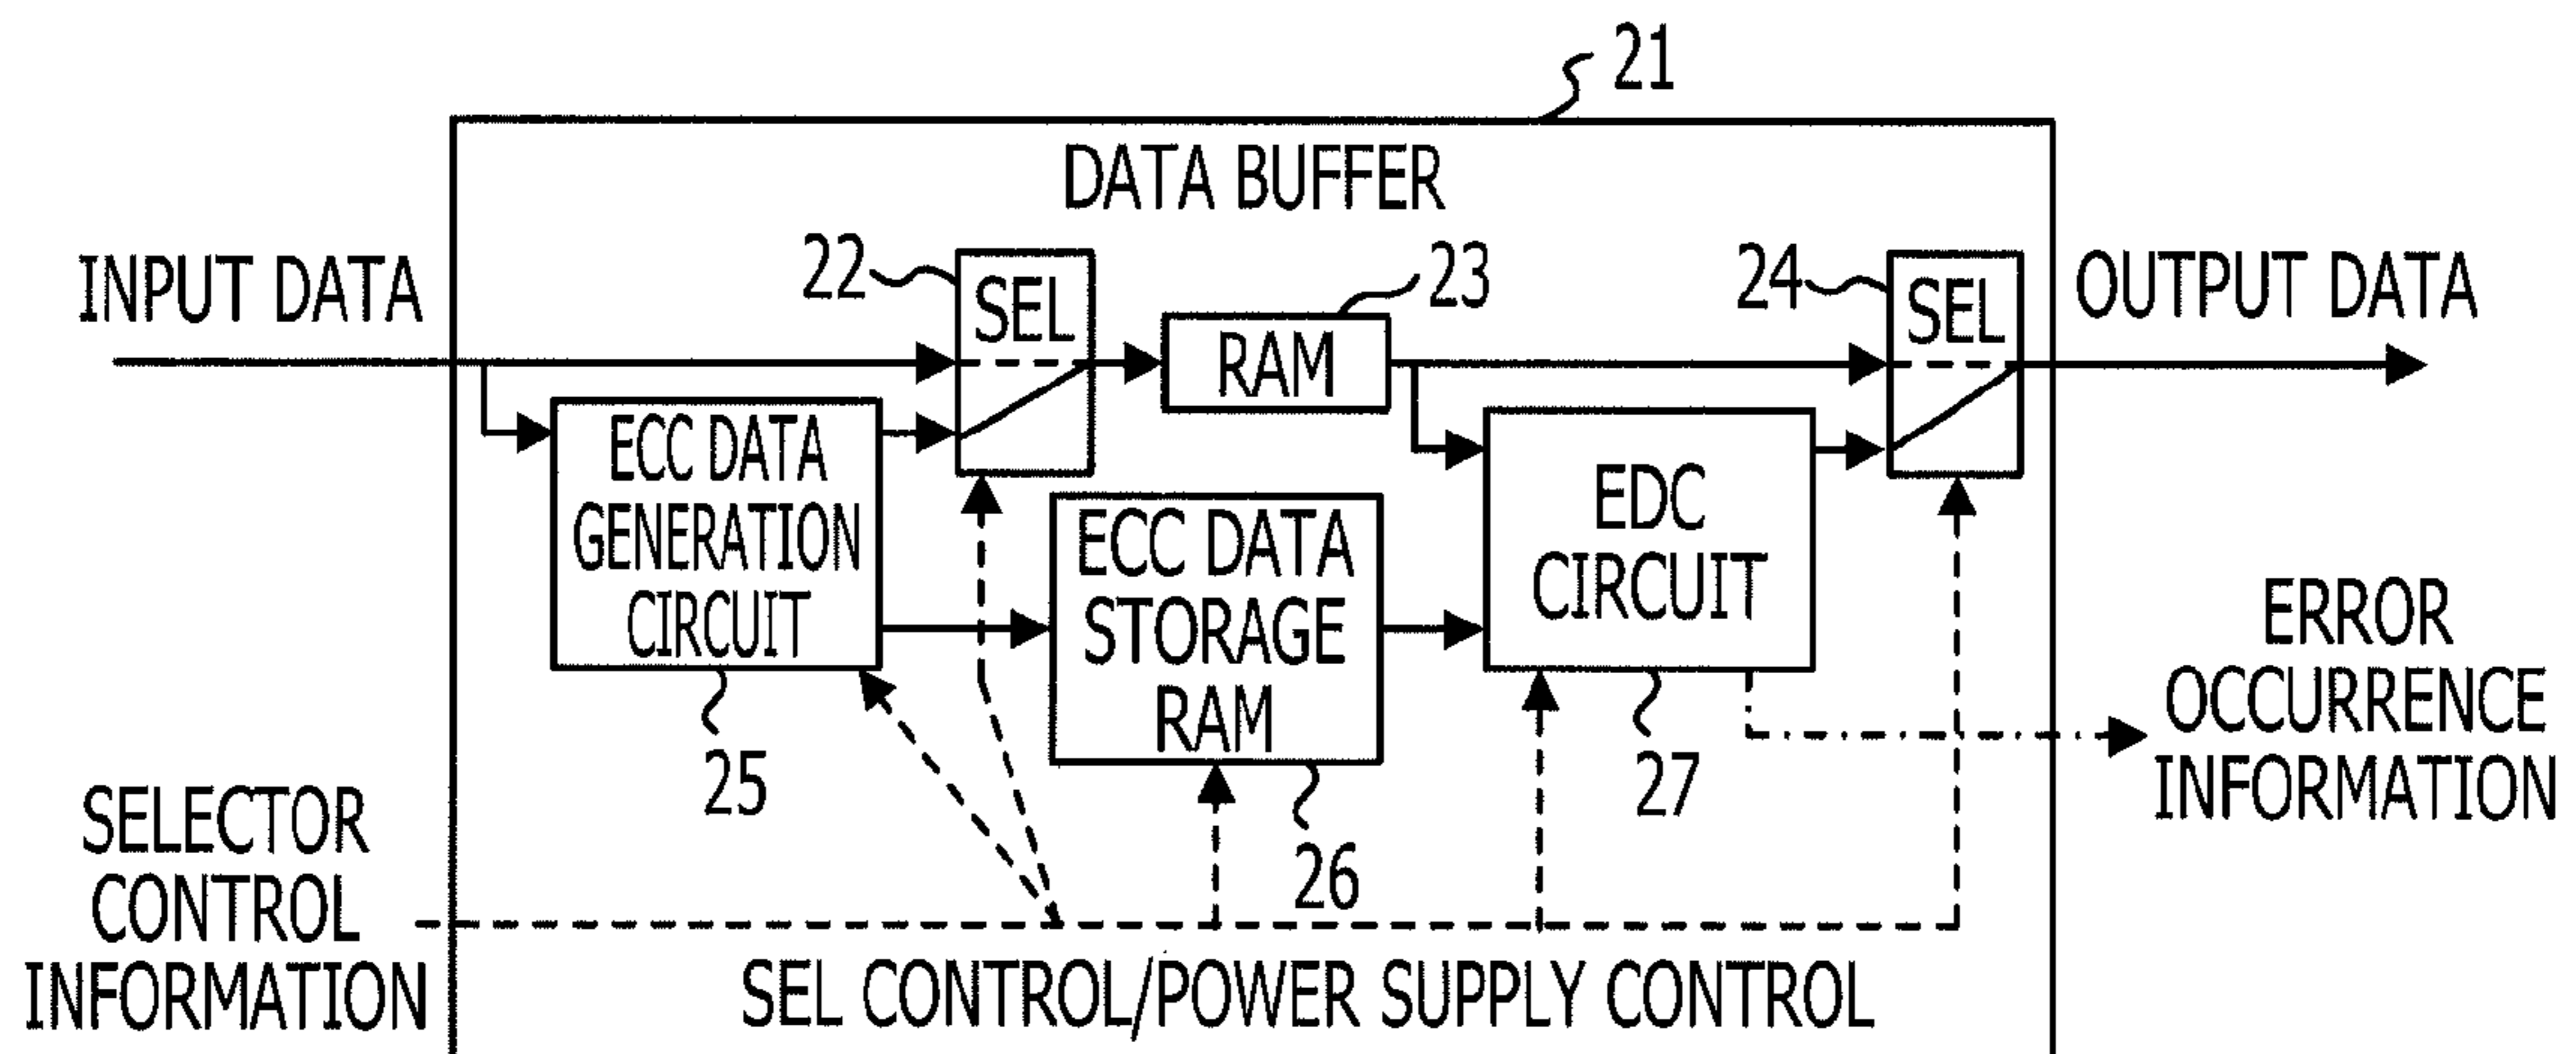 21
DATA BUFFER
INPUT DATA
22
SEL
23
RAM
24
SEL
OUTPUT DATA
ECC DATA
GENERATION
CIRCUIT
25
ECC DATA
STORAGE
RAM
26
EDC
CIRCUIT
27
ERROR
OCCURRENCE
INFORMATION
SELECTOR
CONTROL
INFORMATION
SEL CONTROL/POWER SUPPLY CONTROL